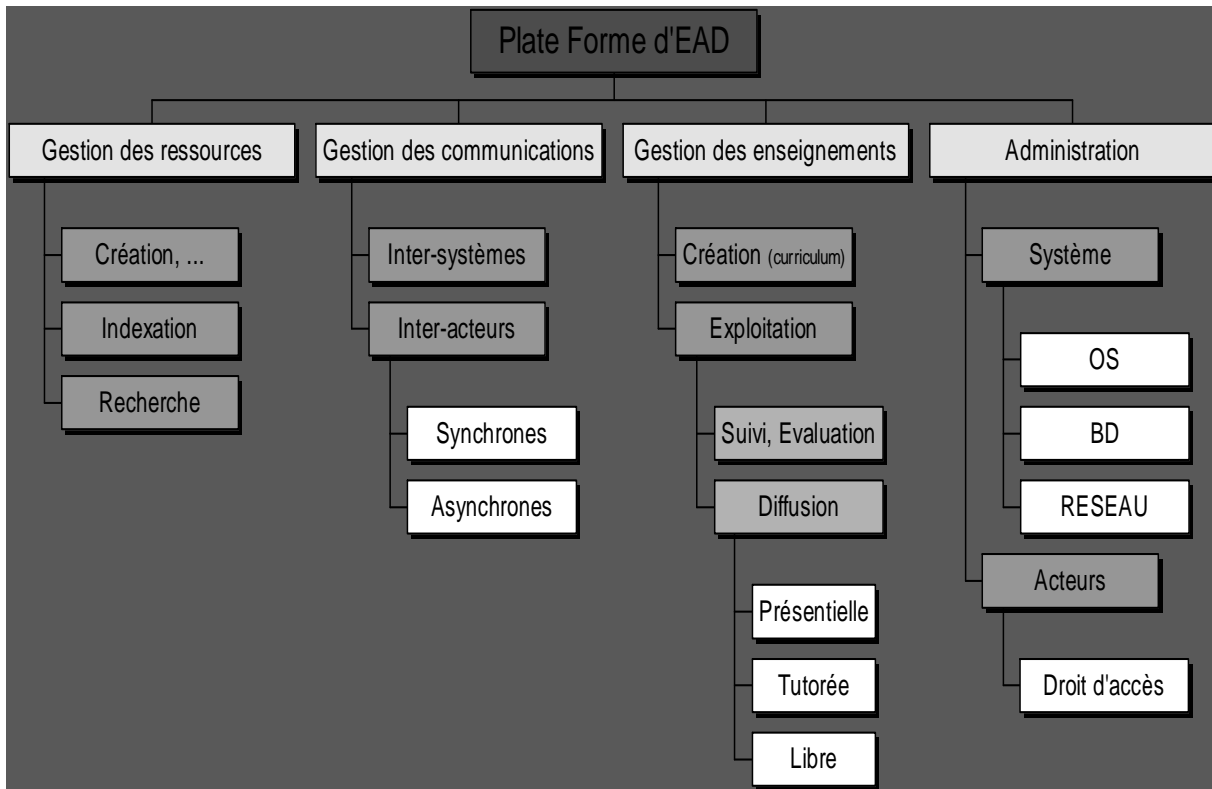 Plate Forme d'EAD
Gestion des ressources
Création, ...
Indexation
Recherche
Gestion des communications
Inter-systèmes
Inter-acteurs
Synchrones
Asynchrones
Gestion des enseignements
Création (curriculum)
Exploitation
Suivi, Evaluation
Diffusion
Présentielle
Tutorée
Libre
Administration
Système
OS
BD
RESEAU
Acteurs
Droit d'accès